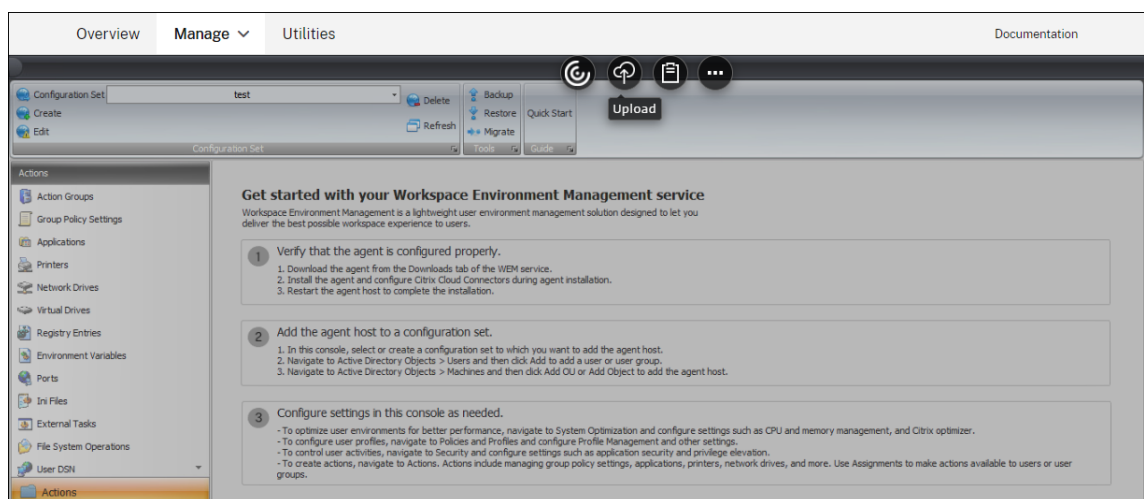 Overview Manage Utilities Documentation
Configuration Set test Delete Backup
Create Restore Quick Start Upload
Edit Refresh Migrate
Configuration Set Tools Guide
Actions
Action Groups
Group Policy Settings
Applications
Printers
Network Drives
Virtual Drives
Registry Entries
Environment Variables
Ports
Ini Files
External Tasks
File System Operations
User DSN
Actions
Get started with your Workspace Environment Management service
Workspace Environment Management is a lightweight user environment management solution designed to let you
deliver the best possible workspace experience to users.
1 Verify that the agent is configured properly.
1. Download the agent from the Downloads tab of the WEM service.
2. Install the agent and configure Citrix Cloud Connectors during agent installation.
3. Restart the agent host to complete the installation.
2 Add the agent host to a configuration set.
1. In this console, select or create a configuration set to which you want to add the agent host.
2. Navigate to Active Directory Objects > Users and then click Add to add a user or user group.
3. Navigate to Active Directory Objects > Machines and then click Add OU or Add Object to add the agent host.
3 Configure settings in this console as needed.
- To optimize user environments for better performance, navigate to System Optimization and configure settings such as CPU and memory management, and Citrix optimizer.
- To configure user profiles, navigate to Policies and Profiles and configure Profile Management and other settings.
- To control user activities, navigate to Security and configure settings such as application security and privilege elevation.
- To create actions, navigate to Actions. Actions include managing group policy settings, applications, printers, network drives, and more. Use Assignments to make actions available to users or user
groups.